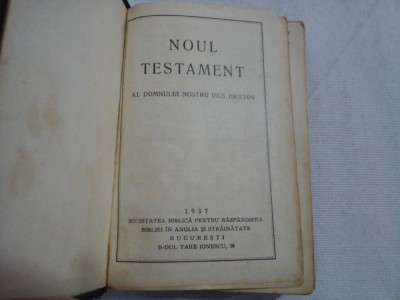 NOUL
TESTAMENT
AL DOMNULUI NOSTRU ISUS HRISTOS
1937
SOCIETATEA BIBLICĂ PENTRU RĂSPÂNDIREA
BIBLIEI ÎN ANGLIA ȘI STRĂINĂTATE
BUCUREȘTI
B-DUL TAKE IONESCU,